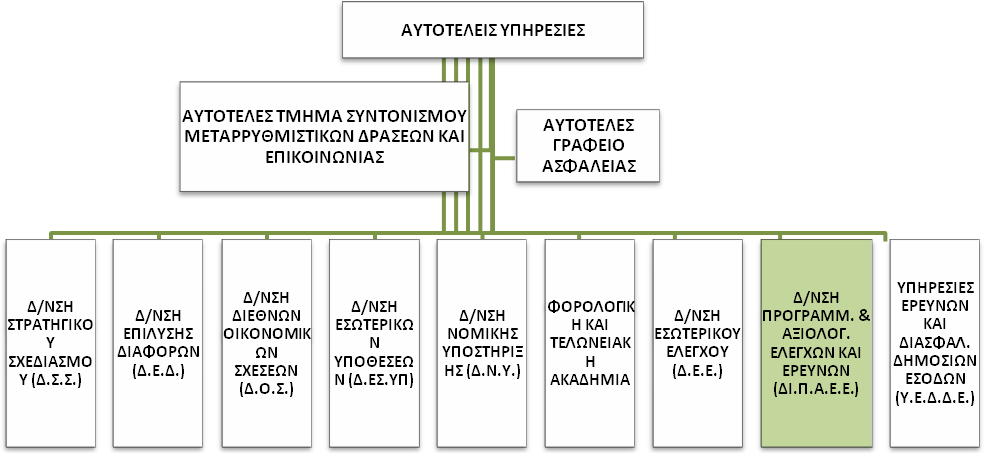 ΑΥΤΟΤΕΛΕΙΣ ΥΠΗΡΕΣΙΕΣ
ΑΥΤΟΤΕΛΕΣ ΤΜΗΜΑ ΣΥΝΤΟΝΙΣΜΟΥ
ΜΕΤΑΡΡΥΘΜΙΣΤΙΚΩΝ ΔΡΑΣΕΩΝ ΚΑΙ
ΕΠΙΚΟΙΝΩΝΙΑΣ
ΑΥΤΟΤΕΛΕΣ
ΓΡΑΦΕΙΟ
ΑΣΦΑΛΕΙΑΣ
Δ/ΝΣΗ
ΣΤΡΑΤΗΓΙΚΟ
Υ
ΣΧΕΔΙΑΣΜΟ
Υ (Δ.Σ.Σ.)
Δ/ΝΣΗ
ΕΠΙΛΥΣΗΣ
ΔΙΑΦΟΡΩΝ
(Δ.Ε.Δ.)
Δ/ΝΣΗ
ΔΙΕΘΝΩΝ
ΟΙΚΟΝΟΜΙΚ
ΩΝ
ΣΧΕΣΕΩΝ
(Δ.Ο.Σ.)
Δ/ΝΣΗ
ΕΣΩΤΕΡΙΚΩ
Ν
ΥΠΟΘΕΣΕΩ
Ν (Δ.ΕΣ.ΥΠ)
Δ/ΝΣΗ
ΝΟΜΙΚΗΣ
ΥΠΟΣΤΗΡΙΞ
ΗΣ (Δ.Ν.Υ.)
ΦΟΡΟΛΟΓΙΚ
Η ΚΑΙ
ΤΕΛΩΝΕΙΑΚ
Η
ΑΚΑΔΗΜΙΑ
Δ/ΝΣΗ
ΕΣΩΤΕΡΙΚΟΥ
ΕΛΕΓΧΟΥ
(Δ.Ε.Ε.)
Δ/ΝΣΗ
ΠΡΟΓΡΑΜΜ. &
ΑΞΙΟΛΟΓ.
ΕΛΕΓΧΩΝ ΚΑΙ
ΕΡΕΥΝΩΝ
(ΔΙ.Π.Α.Ε.Ε.)
ΥΠΗΡΕΣΙΕΣ
ΕΡΕΥΝΩΝ
ΚΑΙ
ΔΙΑΣΦΑΛ.
ΔΗΜΟΣΙΩΝ
ΕΣΟΔΩΝ
(Υ.Ε.Δ.Δ.Ε.)